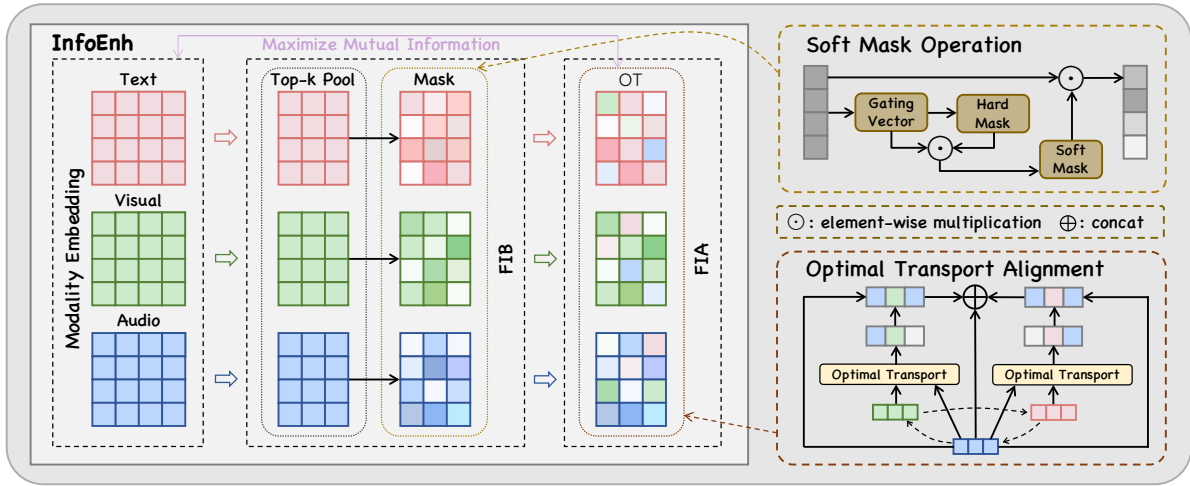 InfoEnh
Maximize Mutual Information
Modality Embedding
Text
Visual
Audio
Top-k Pool
Mask
FIB
OT
FIA
Soft Mask Operation
Gating
Vector
Hard
Mask
Soft
Mask
⊙: element-wise multiplication ⊕: concat
Optimal Transport Alignment
Optimal Transport
Optimal Transport